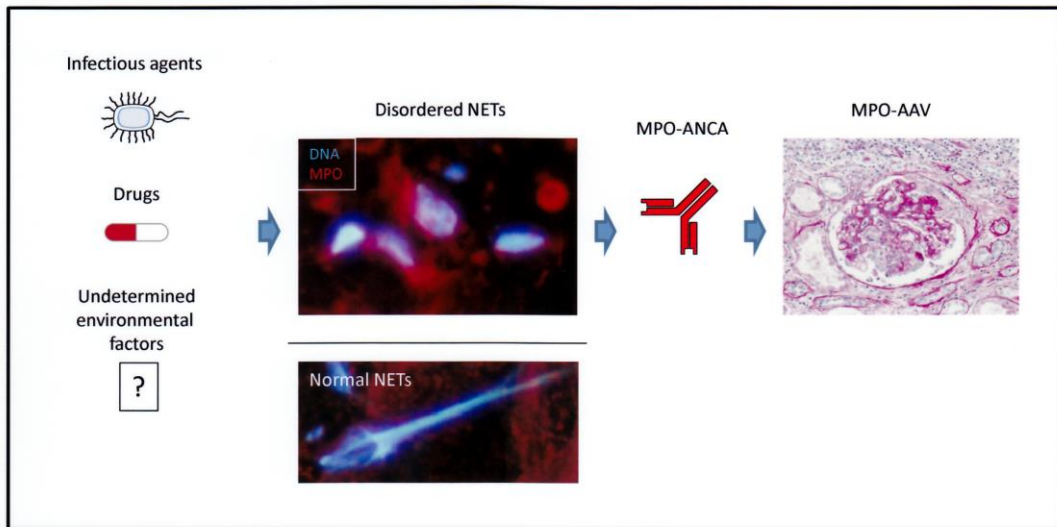 Infectious agents
Drugs
Undetermined
environmental
factors
?
Disordered NETs
DNA
MPO
Normal NETs
MPO-ANCA
MPO-AAV